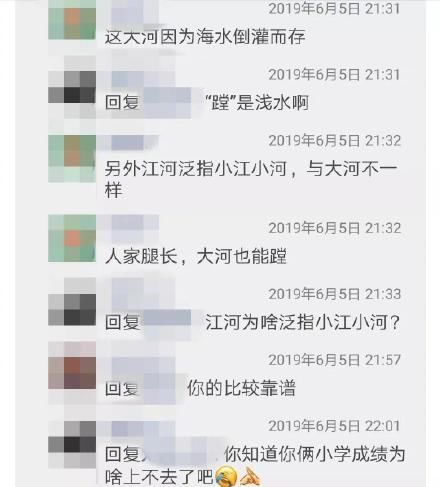 2019年6月5日 21:31
这大河因为海水倒灌而存
2019年6月5日 21:31
回复 “蹚”是浅水啊
2019年6月5日 21:32
另外江河泛指小江小河，与大河不一
样
2019年6月5日 21:32
人家腿长，大河也能蹚
2019年6月5日 21:33
回复 江河为啥泛指小江小河？
2019年6月5日 21:57
回复 你的比较靠谱
2019年6月5日 22:01
回复 . 你知道你俩小学成绩为
啥上不去了吧😂👏